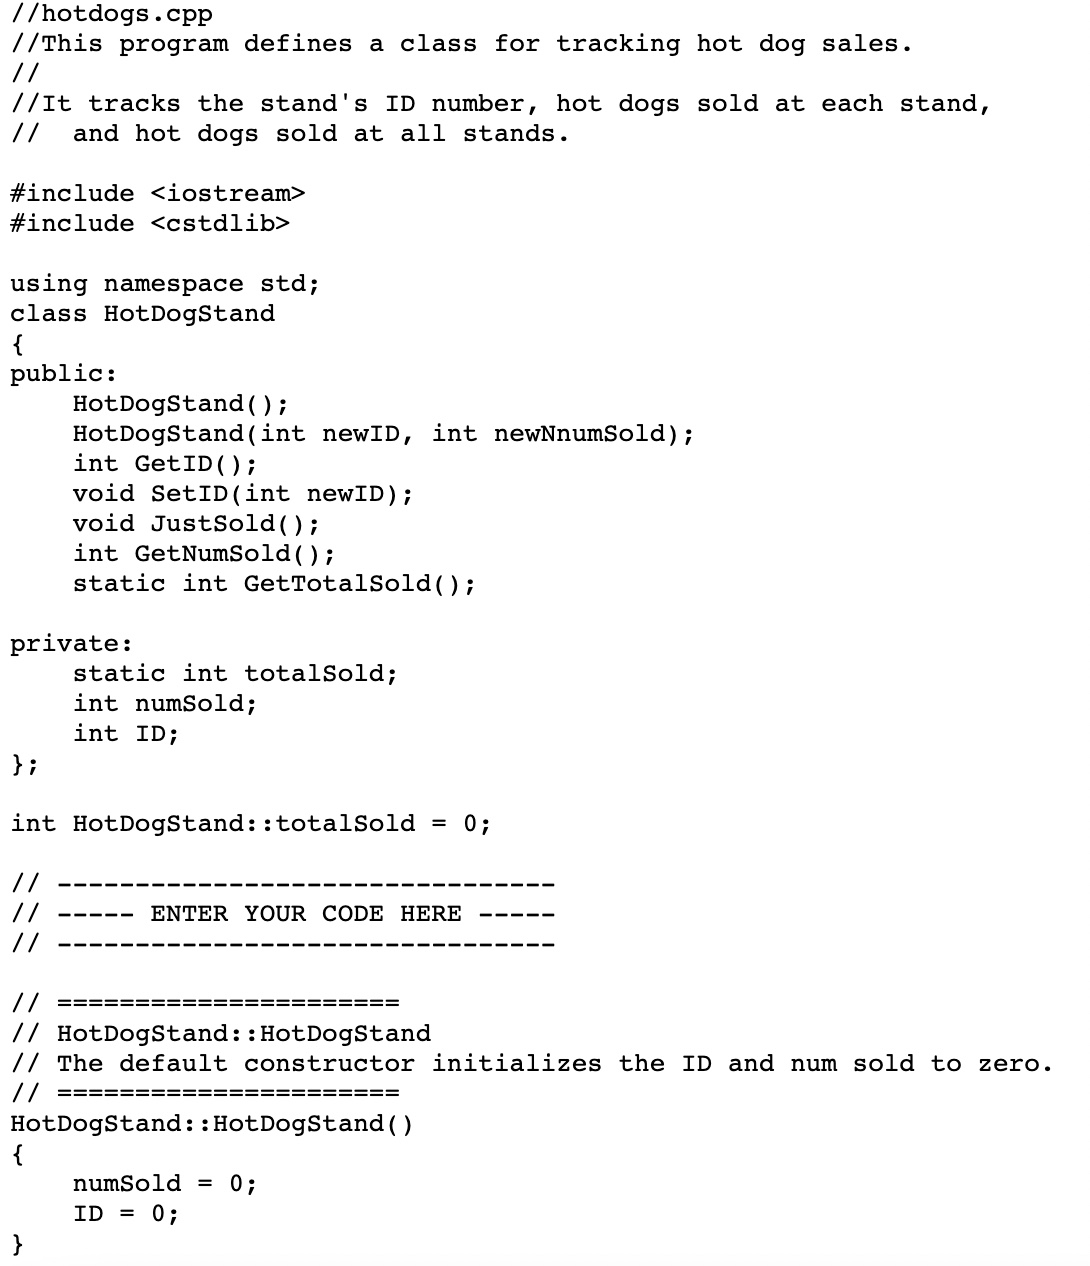 //hotdogs.cpp
//This program defines a class for tracking hot dog sales.
//
//It tracks the stand's ID number, hot dogs sold at each stand,
//  and hot dogs sold at all stands.

#include <iostream>
#include <cstdlib>

using namespace std;
class HotDogStand
{
public:
    HotDogStand();
    HotDogStand(int newID, int newNnumSold);
    int GetID();
    void SetID(int newID);
    void JustSold();
    int GetNumSold();
    static int GetTotalSold();

private:
    static int totalSold;
    int numSold;
    int ID;
};

int HotDogStand::totalSold = 0;

// --------------------------------
// ----- ENTER YOUR CODE HERE -----
// --------------------------------

// ======================
// HotDogStand::HotDogStand
// The default constructor initializes the ID and num sold to zero.
// ======================
HotDogStand::HotDogStand()
{
    numSold = 0;
    ID = 0;
}